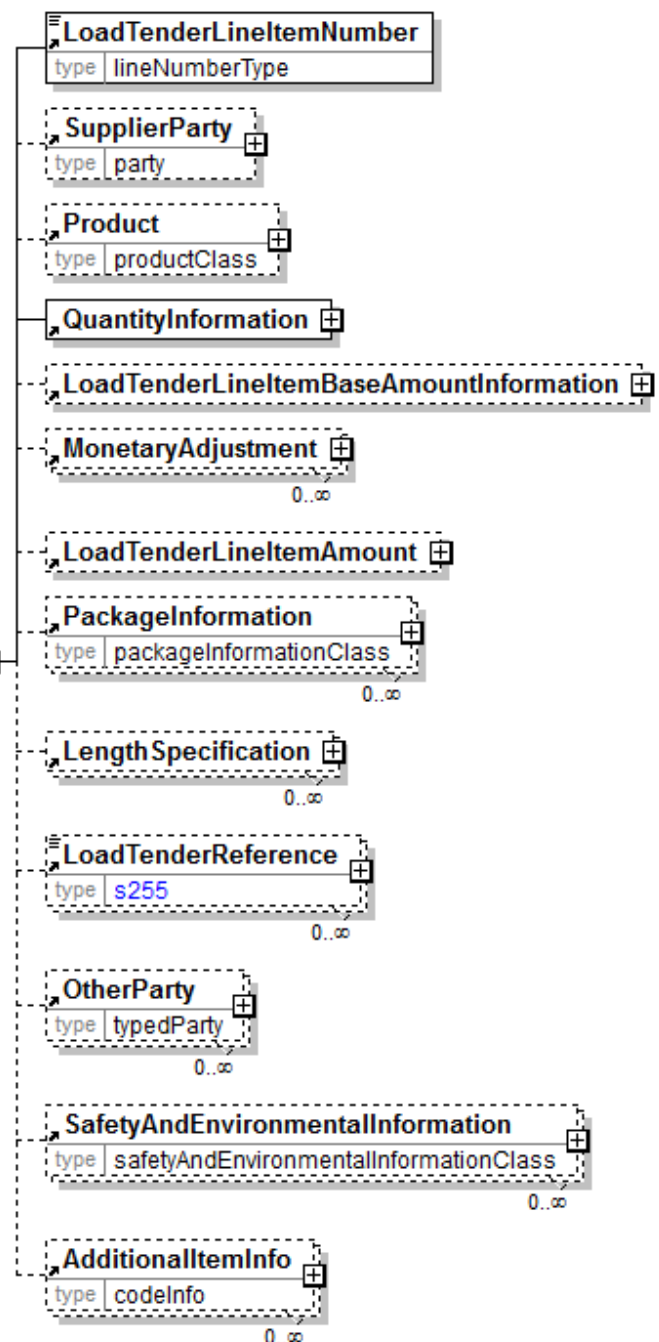 LoadTenderLineItemNumber
type lineNumberType
SupplierParty
type party
Product
type productClass
QuantityInformation
LoadTenderLineItemBaseAmountInformation
MonetaryAdjustment
0..∞
LoadTenderLineItemAmount
PackageInformation
type packageInformationClass
0..∞
LengthSpecification
0..∞
LoadTenderReference
type s255
0..∞
OtherParty
type typedParty
0..∞
SafetyAndEnvironmentalInformation
type safetyAndEnvironmentalInformationClass
0..∞
AdditionalItemInfo
type codeInfo
0..∞